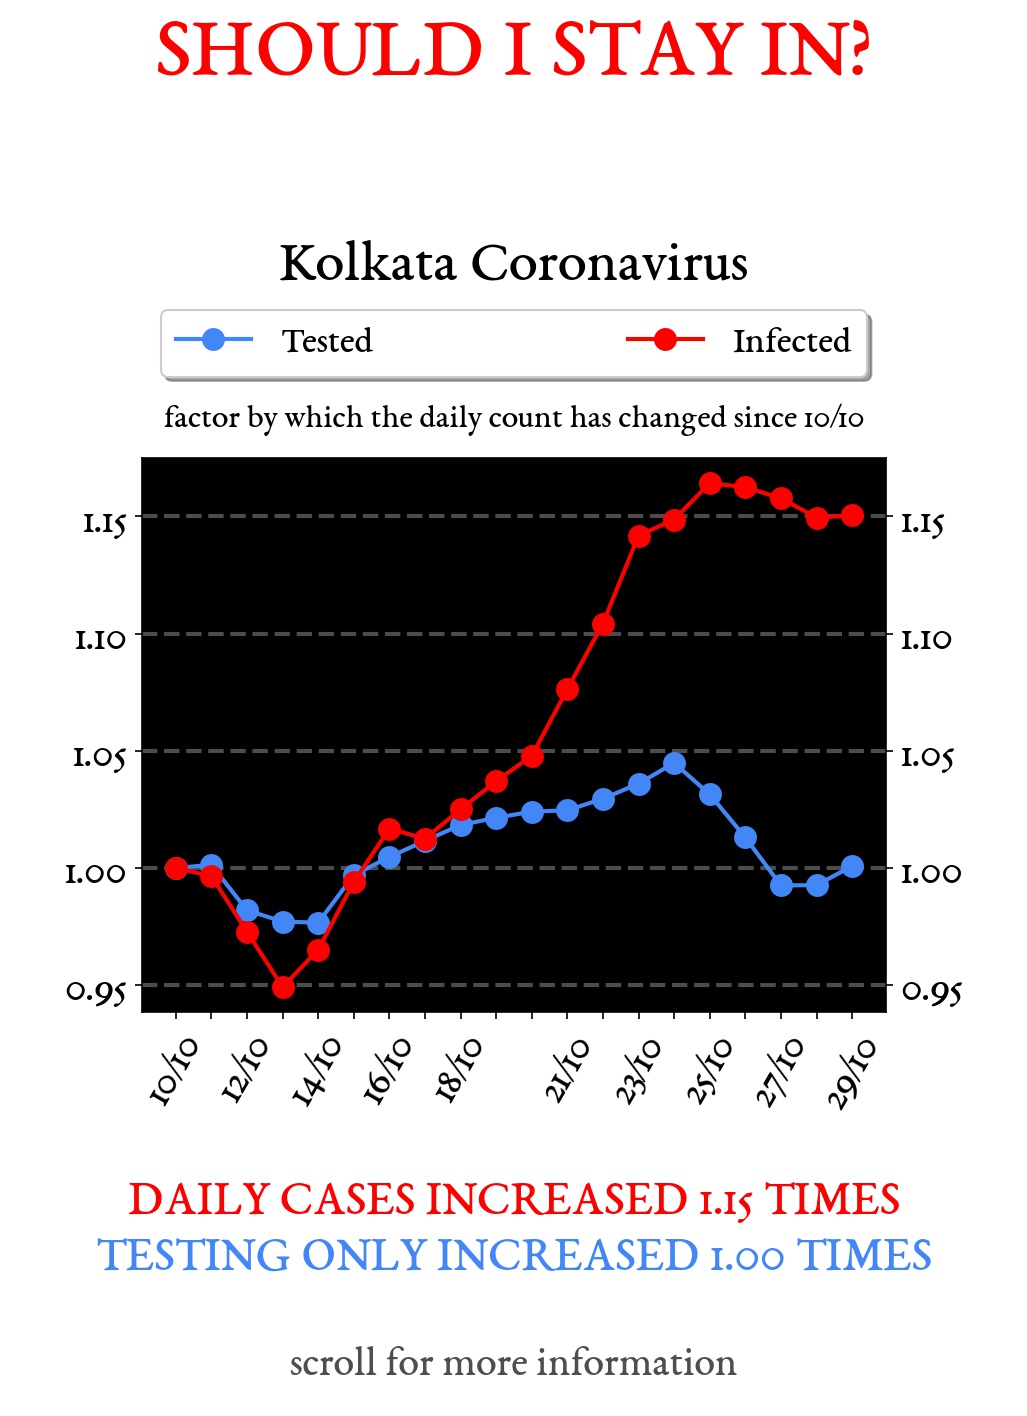 SHOULD I STAY IN?
Kolkata Coronavirus
Tested Infected
factor by which the daily count has changed since 10/10
1.15 1.15
1.10 1.10
1.05 1.05
1.00 1.00
0.95 0.95
10/10 12/10 14/10 16/10 18/10 21/10 23/10 25/10 27/10 29/10
DAILY CASES INCREASED 1.15 TIMES
TESTING ONLY INCREASED 1.00 TIMES
scroll for more information